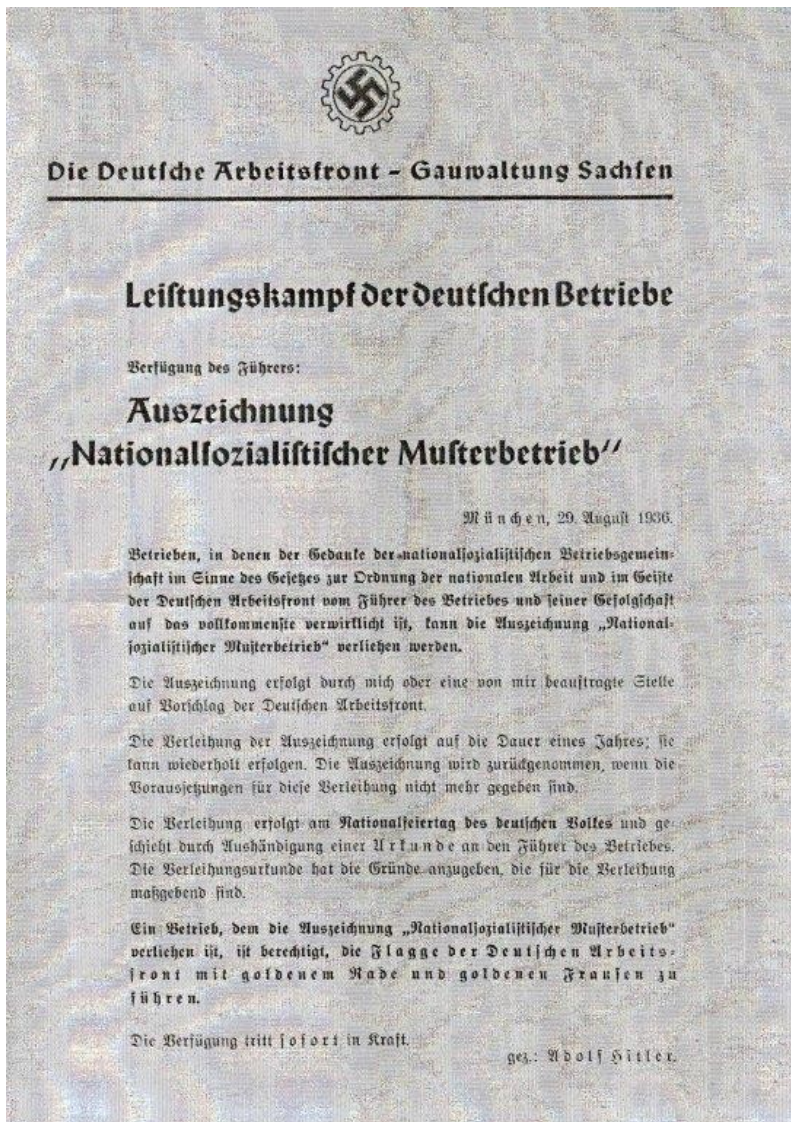 Die Deutsche Arbeitsfront - Gauwaltung Sachsen
Leistungskampf der deutschen Betriebe
Verfügung des Führers:
Auszeichnung
„Nationalsozialistischer Musterbetrieb“
München, 29. August 1936.
Betrieben, in denen der Gedanke der nationalsozialistischen Betriebsgemein-
schaft im Sinne des Gesetzes zur Ordnung der nationalen Arbeit und im Geiste
der Deutschen Arbeitsfront vom Führer des Betriebes und seiner Gefolgschaft
auf das vollkommenste verwirklicht ist, kann die Auszeichnung „National-
sozialistischer Musterbetrieb“ verliehen werden.
Die Auszeichnung erfolgt durch mich oder eine von mir beauftragte Stelle
auf Vorschlag der Deutschen Arbeitsfront.
Die Verleihung der Auszeichnung erfolgt auf die Dauer eines Jahres; sie
kann wiederholt erfolgen. Die Auszeichnung wird zurückgenommen, wenn die
Voraussetzungen für diese Verleihung nicht mehr gegeben sind.
Die Verleihung erfolgt am Nationalfeiertag des deutschen Volkes und ge-
schieht durch Aushändigung einer Urkunde an den Führer des Betriebes.
Die Verleihungsurkunde hat die Gründe anzugeben, die für die Verleihung
maßgebend sind.
Ein Betrieb, dem die Auszeichnung „Nationalsozialistischer Musterbetrieb“
verliehen ist, ist berechtigt, die Flagge der Deutschen Arbeits-
front mit goldenem Rade und goldenen Fransen zu
führen.
Die Verfügung tritt sofort in Kraft.
gez.: Adolf Hitler.